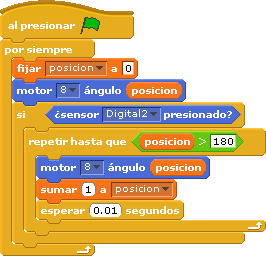 al presionar
por siempre
fijar posicion a 0
motor 8 ángulo posicion
si ¿sensor Digital2 presionado?
repetir hasta que posicion > 180
motor 8 ángulo posicion
sumar 1 a posicion
esperar 0.01 segundos